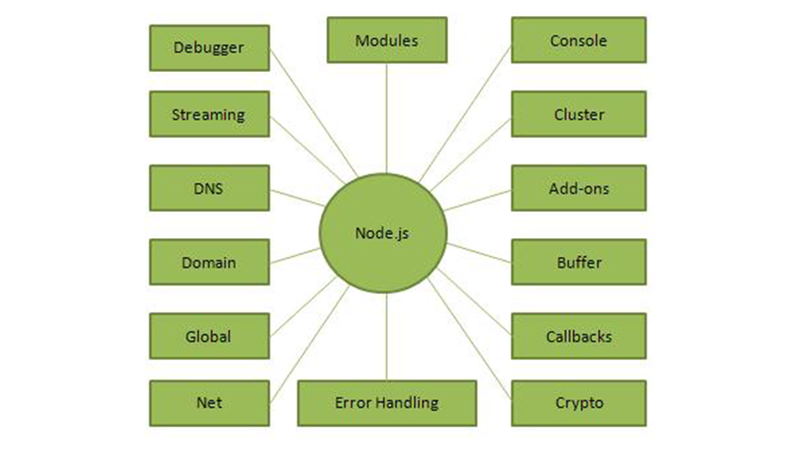 Debugger
Modules
Console
Streaming
Cluster
DNS
Add-ons
Node.js
Domain
Buffer
Global
Callbacks
Net
Error Handling
Crypto